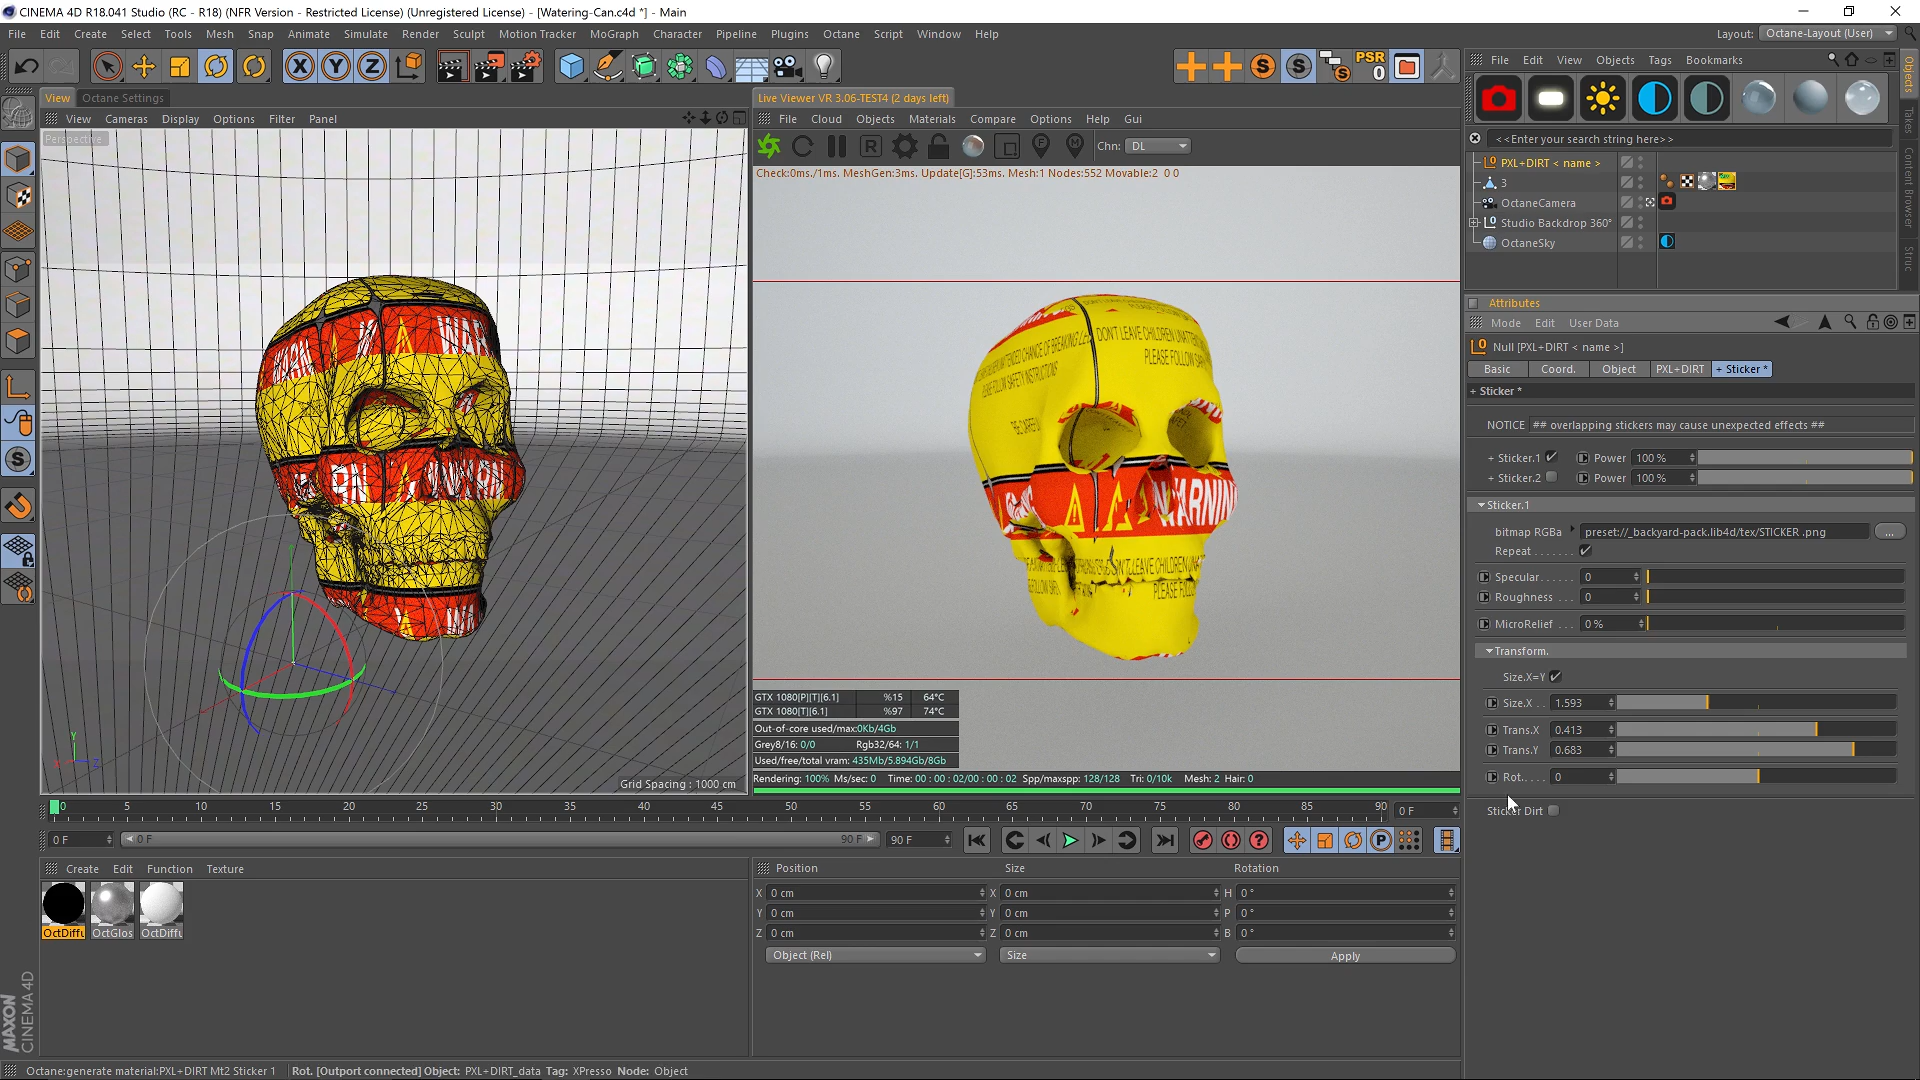 CINEMA 4D R18.041 Studio (RC - R18) (NFR Version - Restricted License) (Unregistered License) - [Watering-Can.c4d *] - Main
File Edit Create Select Tools Mesh Snap Animate Simulate Render Sculpt Motion Tracker MoGraph Character Pipeline Plugins Octane Script Window Help
Layout: Octane-Layout (User)
PSR
0
File Edit View Objects Tags Bookmarks
Objects
Takes
Content Browser
Struc
<<Enter your search string here>>
PXL+DIRT < name >
3
OctaneCamera
Studio Backdrop 360°
OctaneSky
View Octane Settings
View Cameras Display Options Filter Panel
Perspective
Grid Spacing : 1000 cm
Live Viewer VR 3.06-TEST4 (2 days left)
File Cloud Objects Materials Compare Options Help Gui
Chn: DL
Check:0ms./1ms. MeshGen:3ms. Update[G]:53ms. Mesh:1 Nodes:552 Movable:2 0 0
DON'T LEAVE CHILDREN UNATTEN
PLEASE FOLLOW SAF
WARNING
GTX 1080[P][T][6.1] %15 64°C
GTX 1080[T][6.1] %97 74°C
Out-of-core used/max:0Kb/4Gb
Grey8/16: 0/0 Rgb32/64: 1/1
Used/free/total vram: 435Mb/5.894Gb/8Gb
Rendering: 100% Ms/sec: 0 Time: 00 : 00 : 02/00 : 00 : 02 Spp/maxspp: 128/128 Tri: 0/10k Mesh: 2 Hair: 0
Attributes
Mode Edit User Data
Null [PXL+DIRT < name >]
Basic Coord. Object PXL+DIRT + Sticker *
+ Sticker *
NOTICE ## overlapping stickers may cause unexpected effects ##
+ Sticker.1 Power 100 %
+ Sticker.2 Power 100 %
Sticker.1
bitmap RGBa preset://_backyard-pack.lib4d/tex/STICKER .png ...
Repeat . . . . . . .
Specular. . . . . . 0
Roughness . . . 0
MicroRelief . . . 0 %
Transform.
Size.X=Y
Size.X . . 1.593
Trans.X 0.413
Trans.Y 0.683
Rot. . . . . 0
Sticker Dirt
0 5 10 15 20 25 30 35 40 45 50 55 60 65 70 75 80 85 90 0 F
0 F 0 F 90 F 90 F
Create Edit Function Texture
OctDiffu OctGlos OctDiffu
Position Size Rotation
X 0 cm X 0 cm H 0 °
Y 0 cm Y 0 cm P 0 °
Z 0 cm Z 0 cm B 0 °
Object (Rel) Size Apply
MAXON
CINEMA 4D
Octane:generate material:PXL+DIRT Mt2 Sticker 1 Rot. [Outport connected] Object: PXL+DIRT_data Tag: XPresso Node: Object